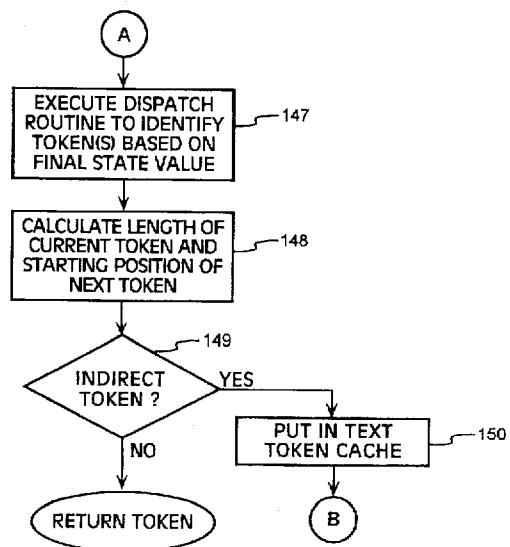 A
EXECUTE DISPATCH
ROUTINE TO IDENTIFY
TOKEN(S) BASED ON
FINAL STATE VALUE
147
CALCULATE LENGTH OF
CURRENT TOKEN AND
STARTING POSITION OF
NEXT TOKEN
148
149
INDIRECT
TOKEN ?
YES
NO
PUT IN TEXT
TOKEN CACHE
150
RETURN TOKEN
B